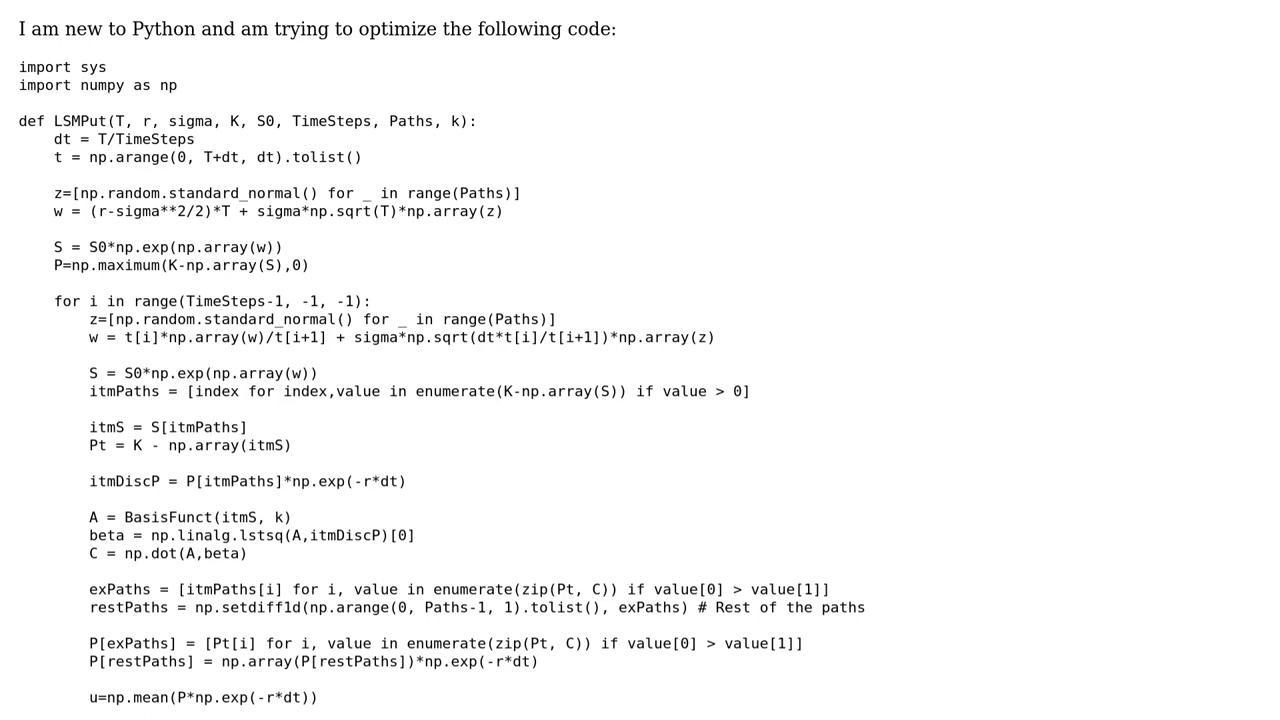 I am new to Python and am trying to optimize the following code:
import sys
import numpy as np
def LSMPut(T, r, sigma, K, S0, TimeSteps, Paths, k):
    dt = T/TimeSteps
    t = np.arange(0, T+dt, dt).tolist()
    z=[np.random.standard_normal() for _ in range(Paths)]
    w = (r-sigma**2/2)*T + sigma*np.sqrt(T)*np.array(z)
    S = S0*np.exp(np.array(w))
    P=np.maximum(K-np.array(S),0)
    for i in range(TimeSteps-1, -1, -1):
        z=[np.random.standard_normal() for _ in range(Paths)]
        w = t[i]*np.array(w)/t[i+1] + sigma*np.sqrt(dt*t[i]/t[i+1])*np.array(z)
        S = S0*np.exp(np.array(w))
        itmPaths = [index for index,value in enumerate(K-np.array(S)) if value > 0]
        itmS = S[itmPaths]
        Pt = K - np.array(itmS)
        itmDiscP = P[itmPaths]*np.exp(-r*dt)
        A = BasisFunct(itmS, k)
        beta = np.linalg.lstsq(A,itmDiscP)[0]
        C = np.dot(A,beta)
        exPaths = [itmPaths[i] for i, value in enumerate(zip(Pt, C)) if value[0] > value[1]]
        restPaths = np.setdiff1d(np.arange(0, Paths-1, 1).tolist(), exPaths) # Rest of the paths
        P[exPaths] = [Pt[i] for i, value in enumerate(zip(Pt, C)) if value[0] > value[1]]
        P[restPaths] = np.array(P[restPaths])*np.exp(-r*dt)
        u=np.mean(P*np.exp(-r*dt))